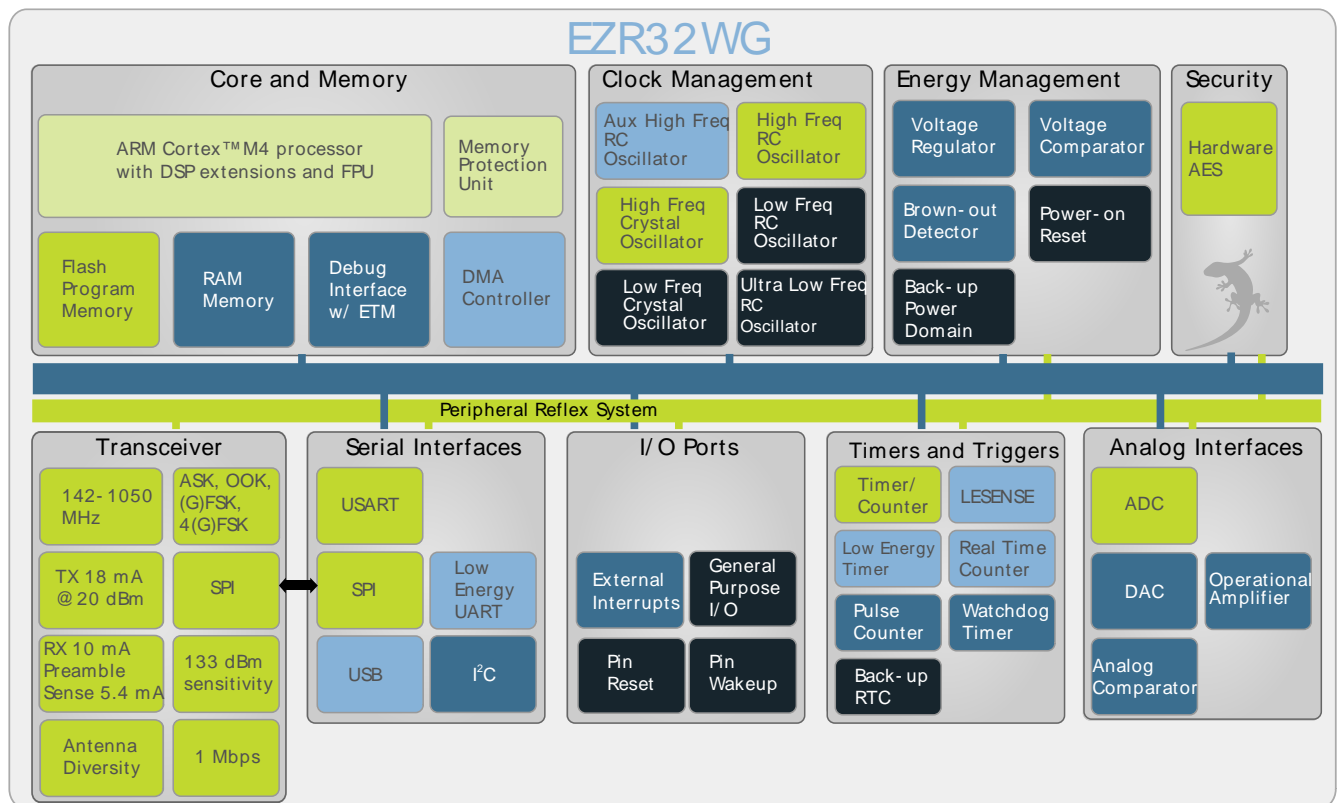 EZR32WG
Core and Memory
ARM Cortex™ M4 processor
with DSP extensions and FPU
Memory
Protection
Unit
Flash
Program
Memory
RAM
Memory
Debug
Interface
w/ ETM
DMA
Controller
Clock Management
Aux High Freq
RC
Oscillator
High Freq
RC
Oscillator
High Freq
Crystal
Oscillator
Low Freq
RC
Oscillator
Low Freq
Crystal
Oscillator
Ultra Low Freq
RC
Oscillator
Energy Management
Voltage
Regulator
Voltage
Comparator
Brown-out
Detector
Power-on
Reset
Back-up
Power
Domain
Security
Hardware
AES
Peripheral Reflex System
Transceiver
142-1050
MHz
ASK, OOK,
(G)FSK,
4(G)FSK
TX 18 mA
@ 20 dBm
SPI
RX 10 mA
Preamble
Sense 5.4 mA
133 dBm
sensitivity
Antenna
Diversity
1 Mbps
Serial Interfaces
USART
SPI
Low
Energy
UART
USB
I²C
I/O Ports
External
Interrupts
General
Purpose
I/O
Pin
Reset
Pin
Wakeup
Timers and Triggers
Timer/
Counter
LESENSE
Low Energy
Timer
Real Time
Counter
Pulse
Counter
Watchdog
Timer
Back-up
RTC
Analog Interfaces
ADC
DAC
Operational
Amplifier
Analog
Comparator